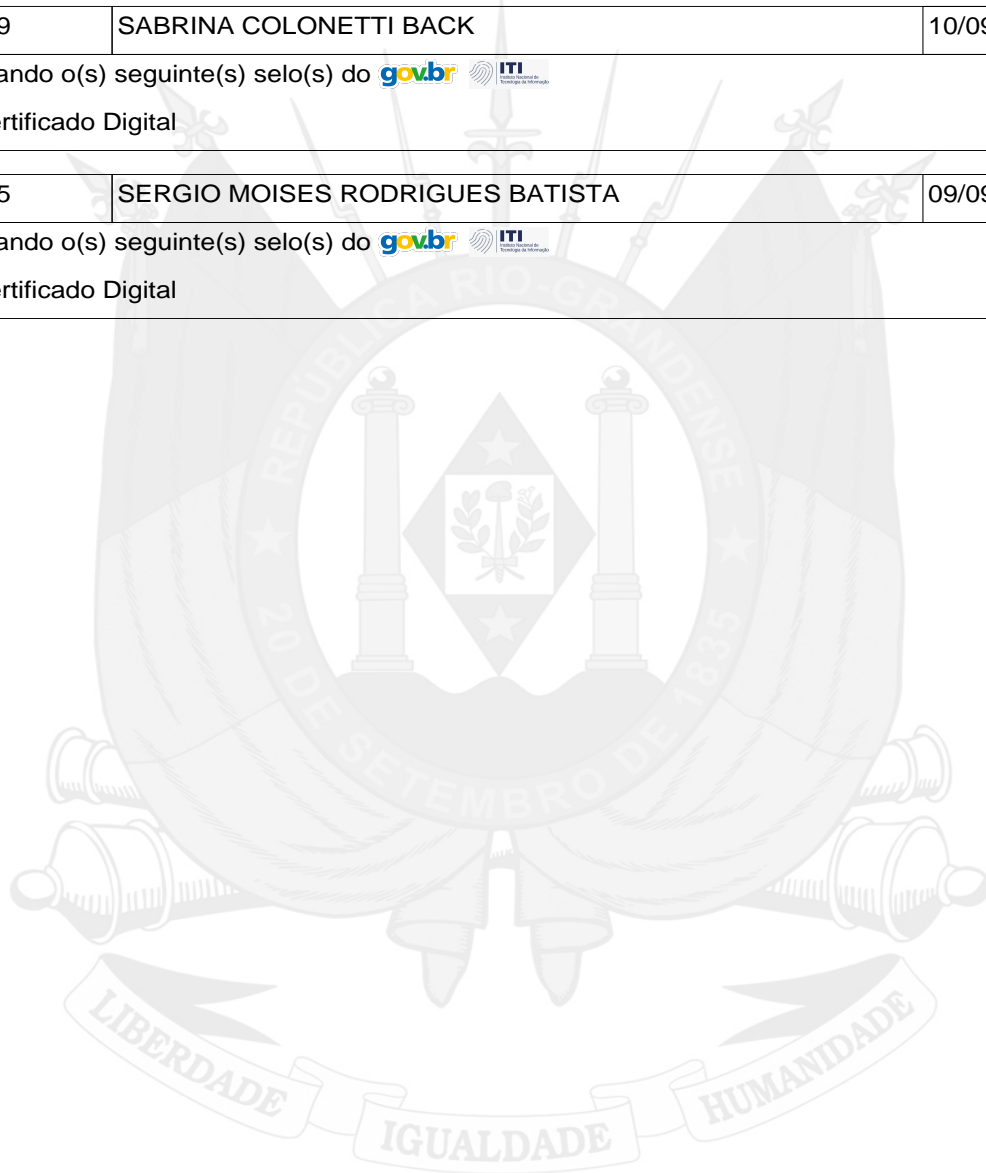 9 SABRINA COLONETTI BACK 10/09
ando o(s) seguinte(s) selo(s) do gov.br ITI
ertificado Digital
5 SERGIO MOISES RODRIGUES BATISTA 09/09
ando o(s) seguinte(s) selo(s) do gov.br ITI
ertificado Digital
REPÚBLICA RIO-GRANDENSE
20 DE SETEMBRO DE 1835
LIBERDADE IGUALDADE HUMANIDADE